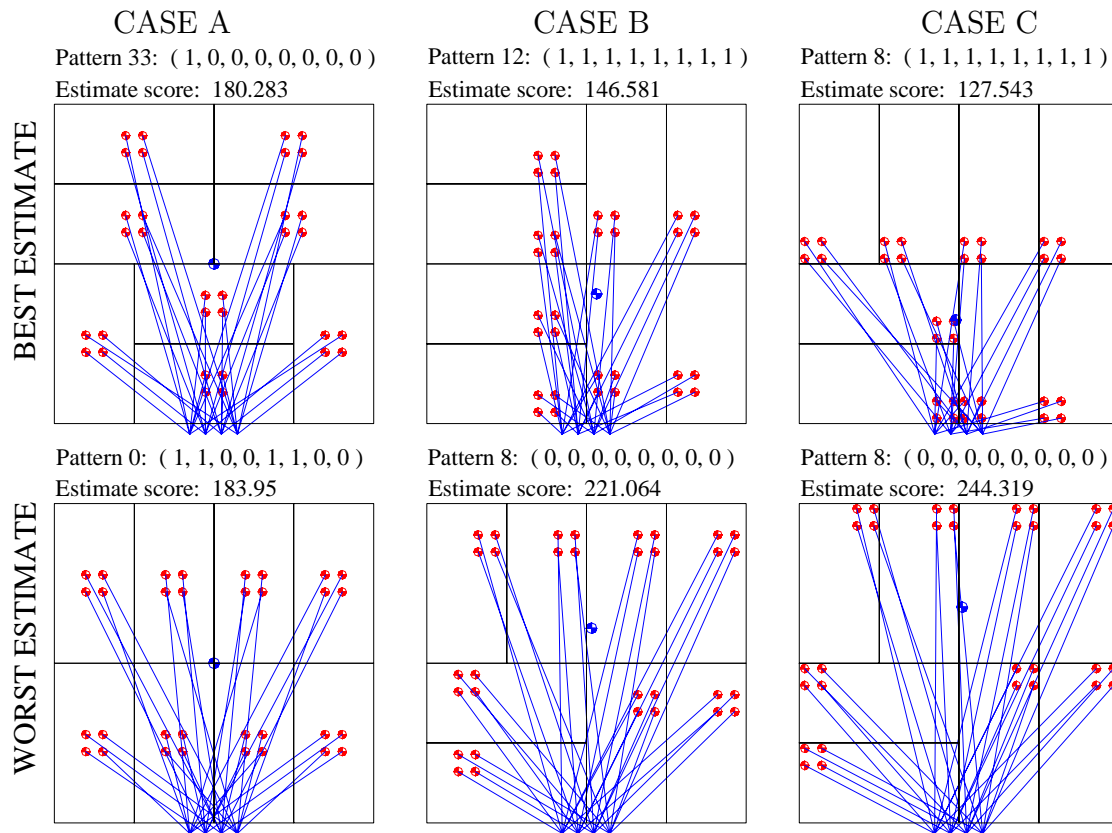 CASE A
CASE B
CASE C
BEST ESTIMATE
Pattern 33: ( 1, 0, 0, 0, 0, 0, 0, 0 )
Estimate score: 180.283
Pattern 12: ( 1, 1, 1, 1, 1, 1, 1, 1 )
Estimate score: 146.581
Pattern 8: ( 1, 1, 1, 1, 1, 1, 1, 1 )
Estimate score: 127.543
WORST ESTIMATE
Pattern 0: ( 1, 1, 0, 0, 1, 1, 0, 0 )
Estimate score: 183.95
Pattern 8: ( 0, 0, 0, 0, 0, 0, 0, 0 )
Estimate score: 221.064
Pattern 8: ( 0, 0, 0, 0, 0, 0, 0, 0 )
Estimate score: 244.319